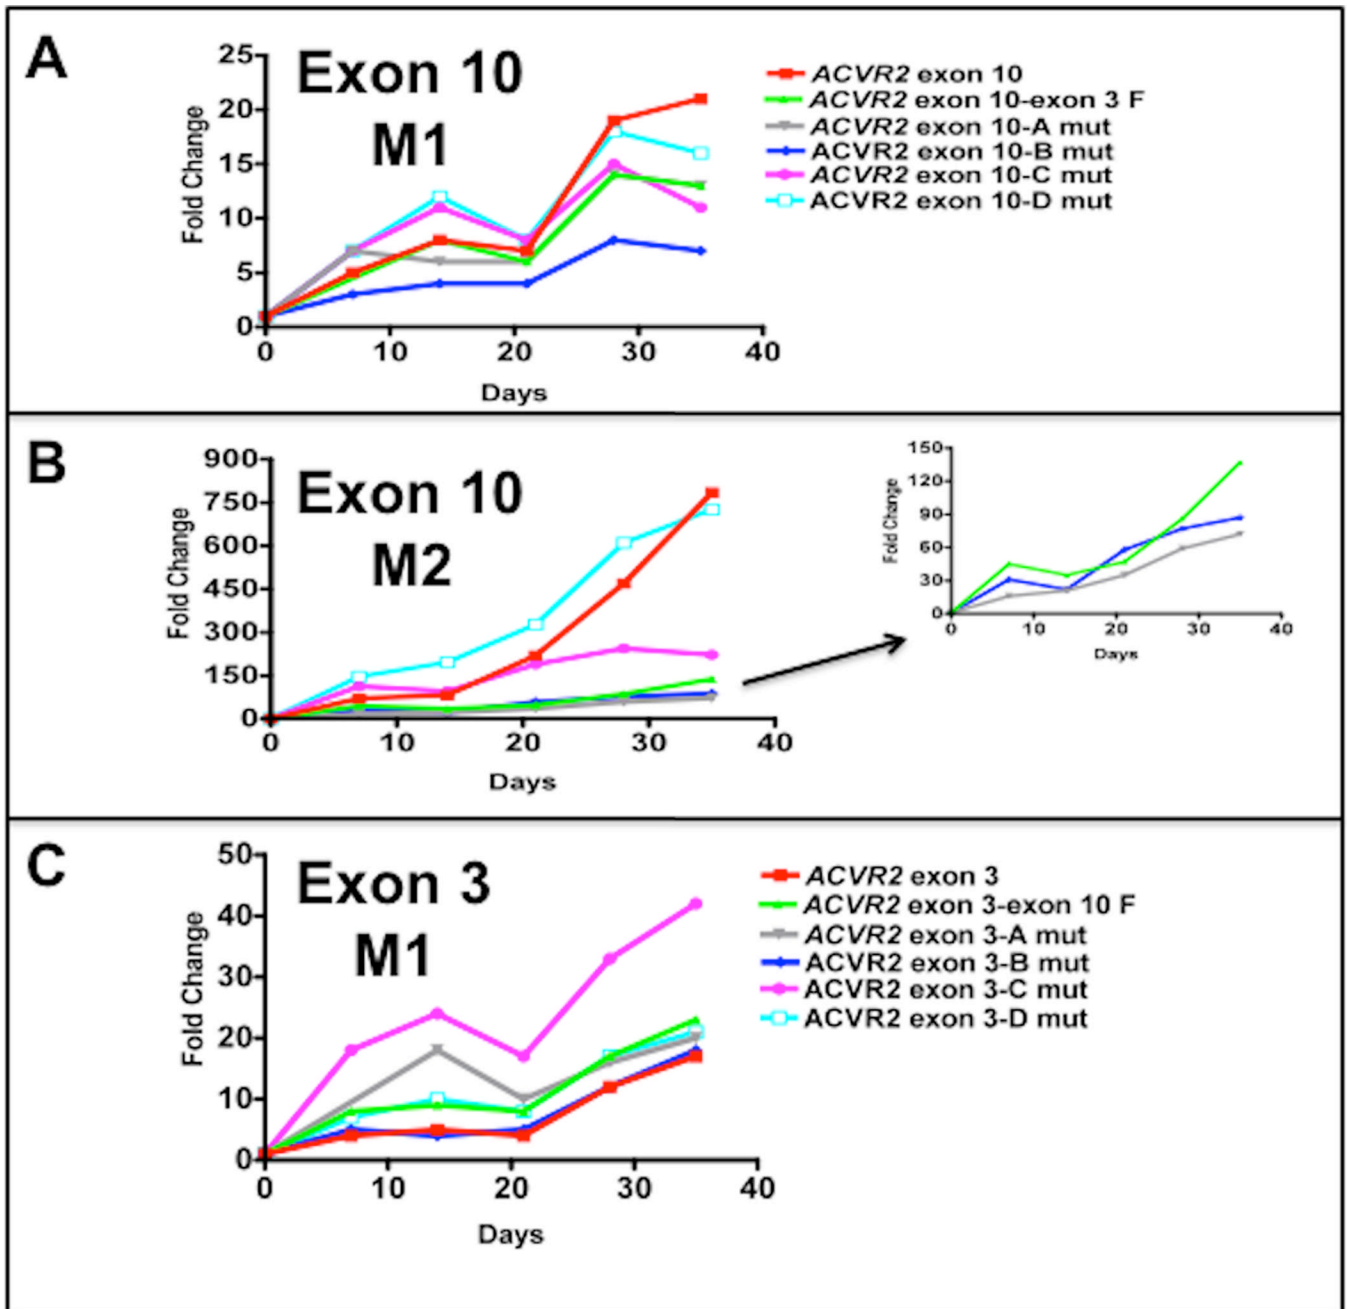 A
Exon 10
M1
Fold Change
25
20
15
10
5
0
0 10 20 30 40
Days
ACVR2 exon 10
ACVR2 exon 10-exon 3 F
ACVR2 exon 10-A mut
ACVR2 exon 10-B mut
ACVR2 exon 10-C mut
ACVR2 exon 10-D mut
B
Exon 10
M2
Fold Change
900
750
600
450
300
150
0
0 10 20 30 40
Days
Fold Change
150
120
90
60
30
0
0 10 20 30 40
Days
C
Exon 3
M1
Fold Change
50
40
30
20
10
0
0 10 20 30 40
Days
ACVR2 exon 3
ACVR2 exon 3-exon 10 F
ACVR2 exon 3-A mut
ACVR2 exon 3-B mut
ACVR2 exon 3-C mut
ACVR2 exon 3-D mut